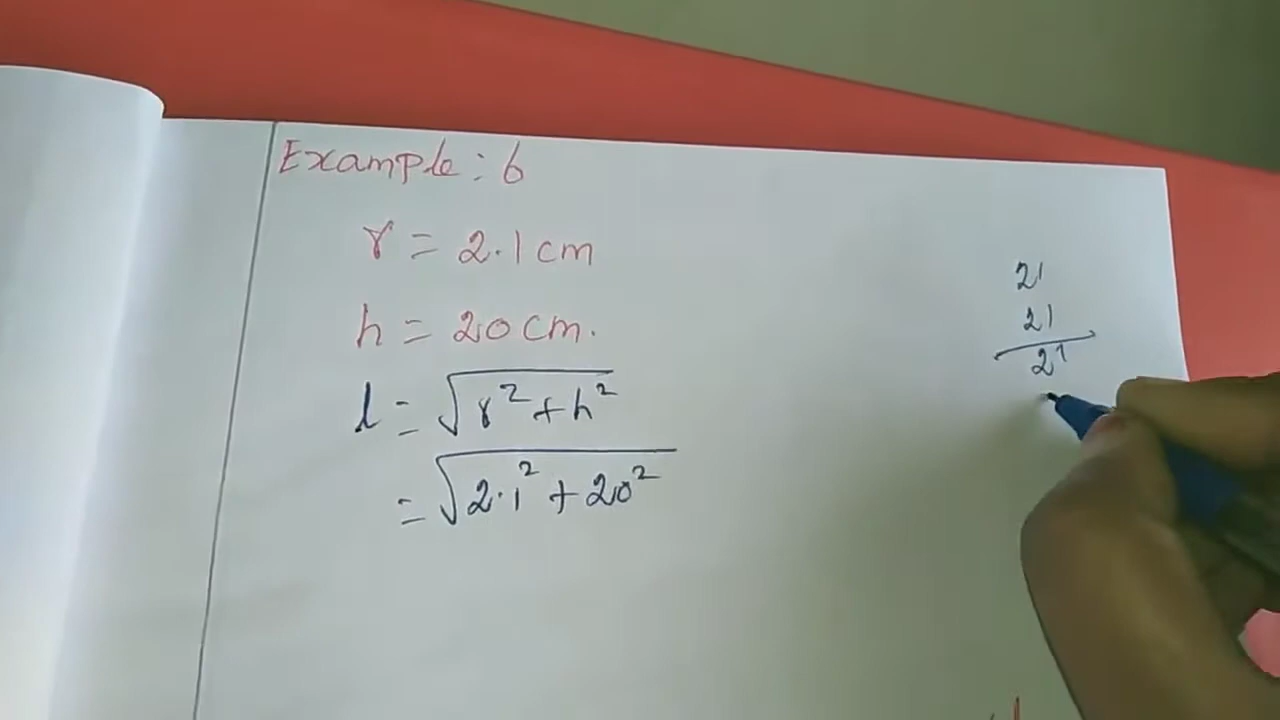 Example: 6
r = 2.1 cm
h = 20 cm.
l = √r² + h²
= √2.1² + 20²
21
21
21